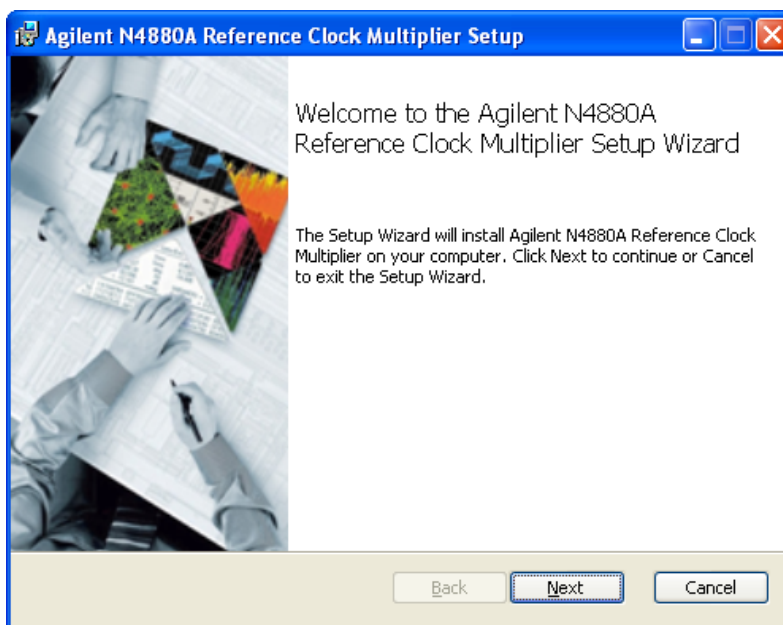 Agilent N4880A Reference Clock Multiplier Setup
Welcome to the Agilent N4880A
Reference Clock Multiplier Setup Wizard
The Setup Wizard will install Agilent N4880A Reference Clock
Multiplier on your computer. Click Next to continue or Cancel
to exit the Setup Wizard.
Back
Next
Cancel